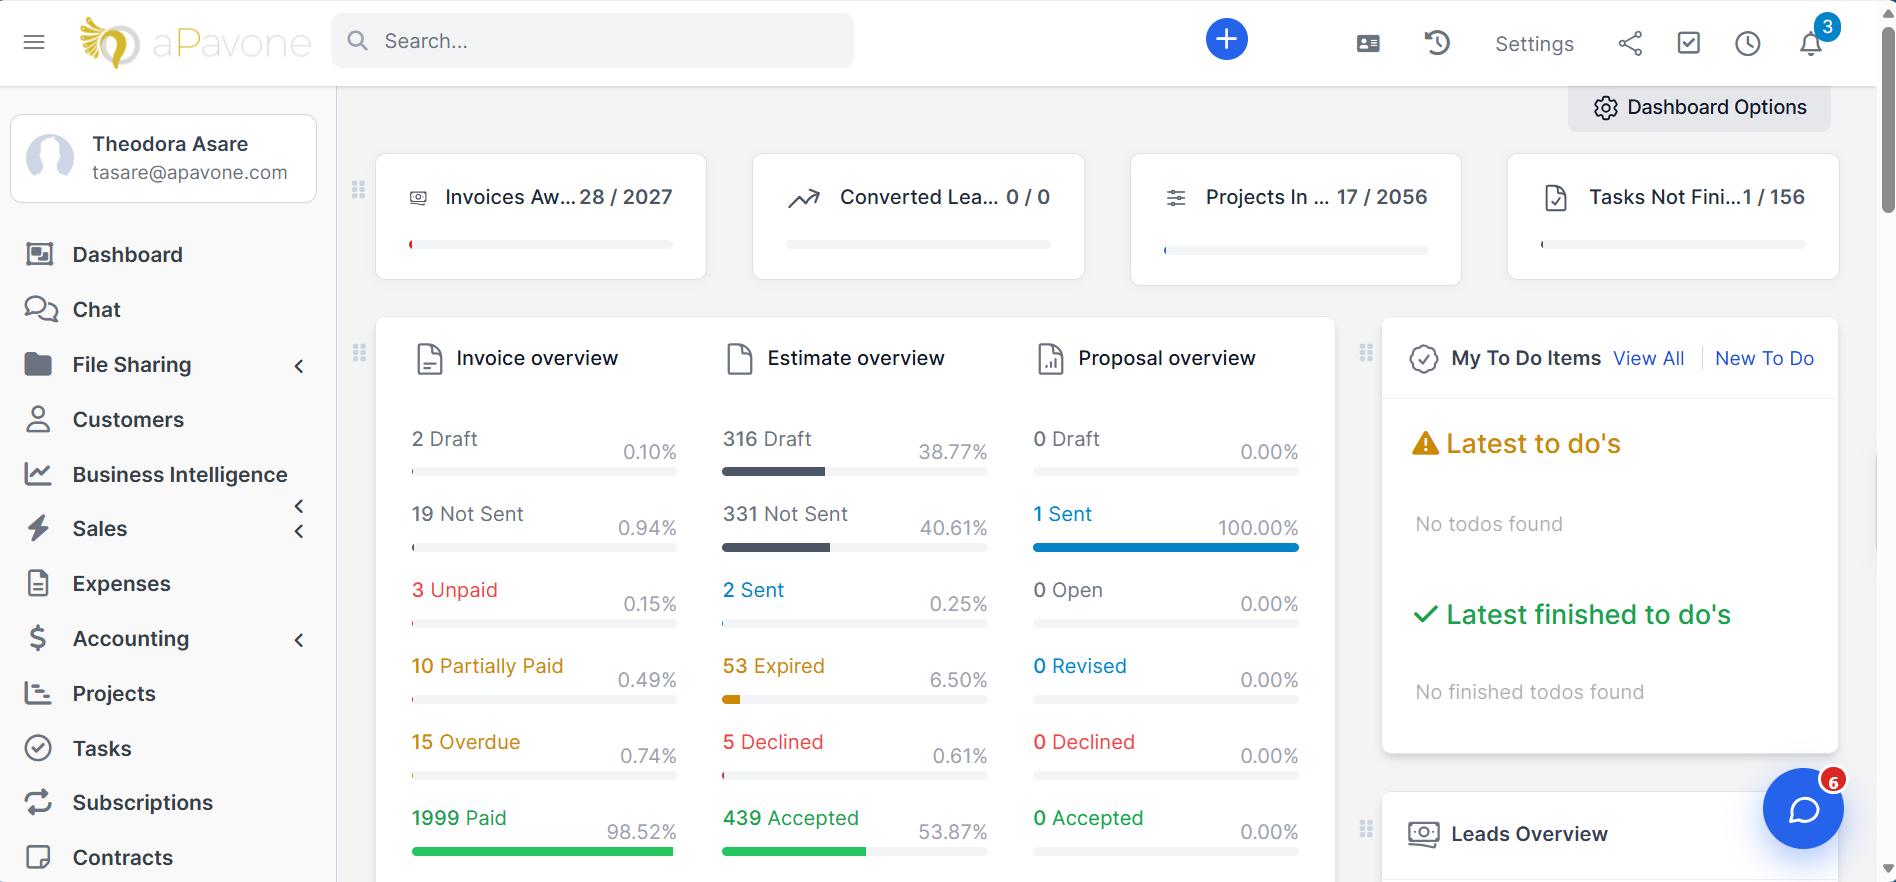 aPavone
Search...
Settings
3
Theodora Asare
tasare@apavone.com
Dashboard
Chat
File Sharing
Customers
Business Intelligence
Sales
Expenses
Accounting
Projects
Tasks
Subscriptions
Contracts
Dashboard Options
Invoices Aw... 28 / 2027
Converted Lea... 0 / 0
Projects In ... 17 / 2056
Tasks Not Fini... 1 / 156
Invoice overview
2 Draft 0.10%
19 Not Sent 0.94%
3 Unpaid 0.15%
10 Partially Paid 0.49%
15 Overdue 0.74%
1999 Paid 98.52%
Estimate overview
316 Draft 38.77%
331 Not Sent 40.61%
2 Sent 0.25%
53 Expired 6.50%
5 Declined 0.61%
439 Accepted 53.87%
Proposal overview
0 Draft 0.00%
1 Sent 100.00%
0 Open 0.00%
0 Revised 0.00%
0 Declined 0.00%
0 Accepted 0.00%
My To Do Items View All New To Do
Latest to do's
No todos found
Latest finished to do's
No finished todos found
Leads Overview
6